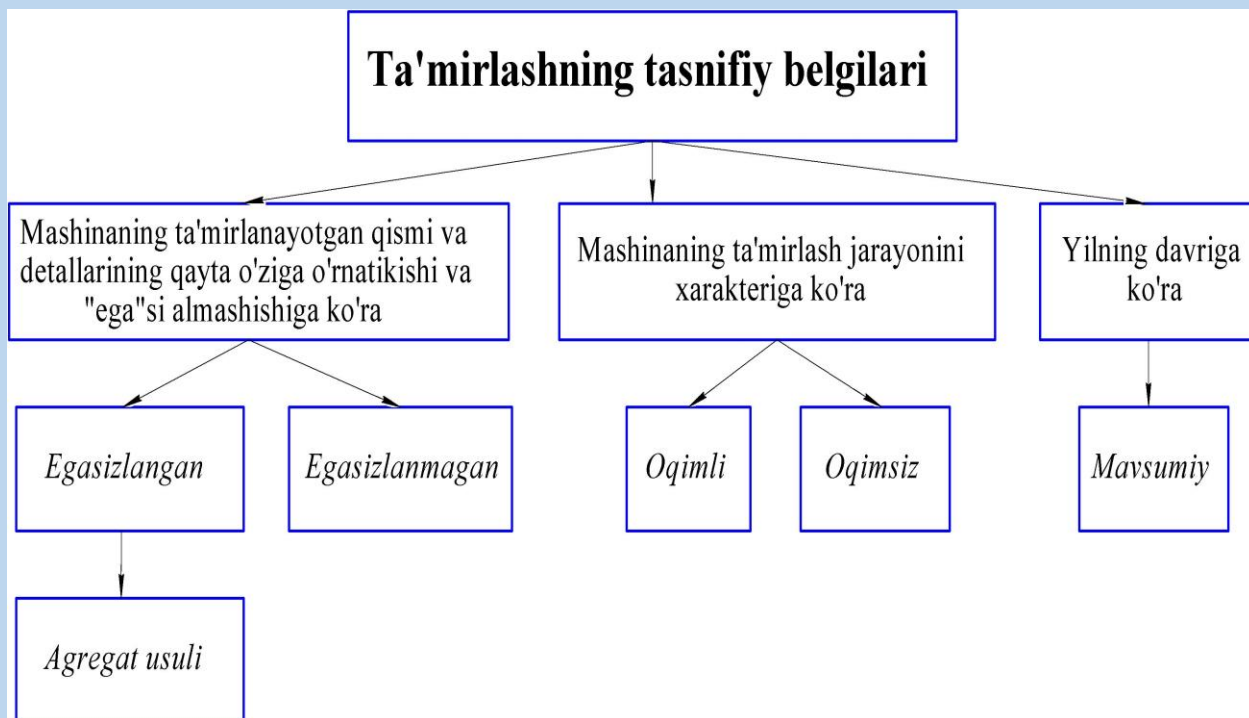 Ta'mirlashning tasnifiy belgilari
Mashinaning ta'mirlanayotgan qismi va
detallarining qayta o'ziga o'rnatikishi va
"ega"si almashishiga ko'ra
Mashinaning ta'mirlash jarayonini
xarakteriga ko'ra
Yilning davriga
ko'ra
Egasizlangan
Egasizlanmagan
Oqimli
Oqimsiz
Mavsumiy
Agregat usuli